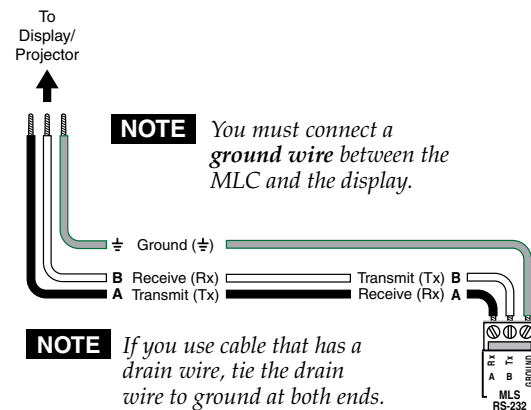 To
Display/
Projector
NOTE You must connect a
ground wire between the
MLC and the display.
⏚ Ground (⏚)
B Receive (Rx) Transmit (Tx) B
A Transmit (Tx) Receive (Rx) A
NOTE If you use cable that has a
drain wire, tie the drain
wire to ground at both ends.
Rx Tx GROUND
A B
MLS
RS-232